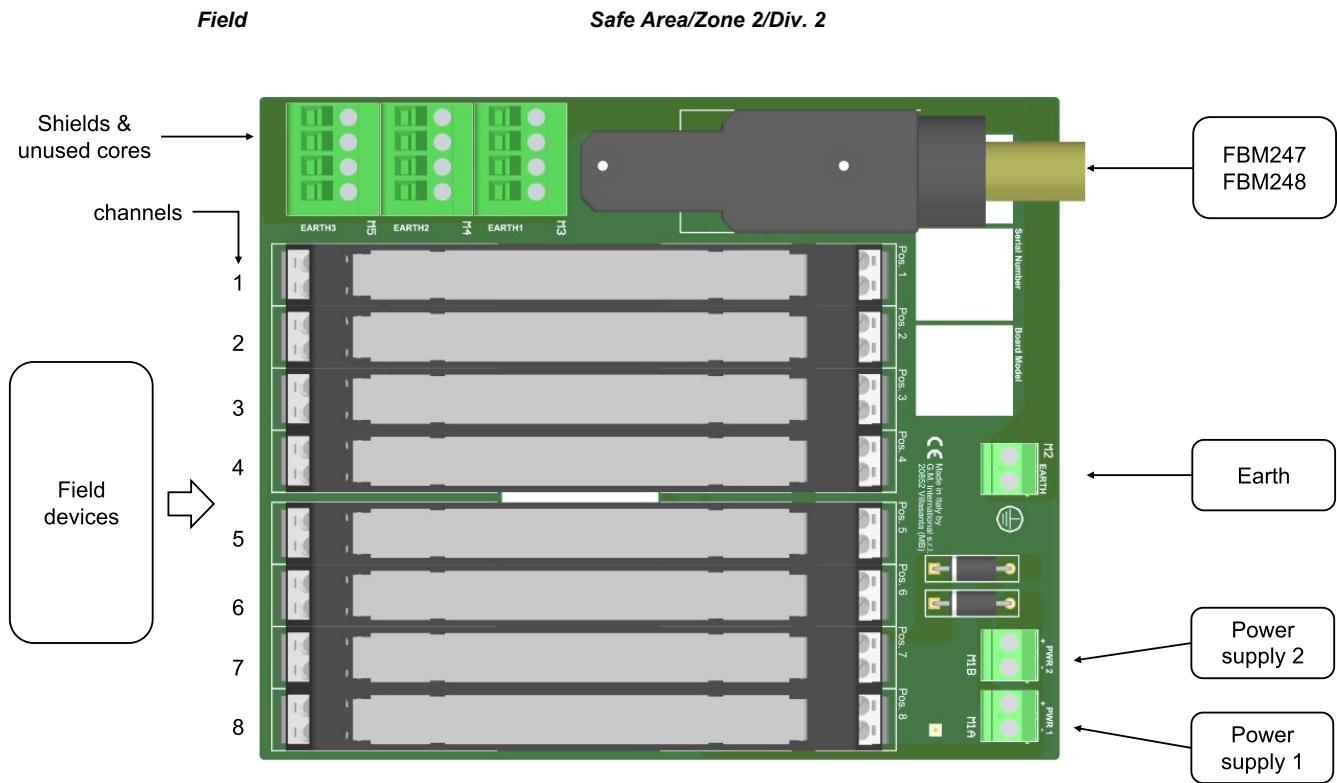 Field
Safe Area/Zone 2/Div. 2
Shields &
unused cores
channels
FBM247
FBM248
EARTH3
M5
EARTH2
M4
EARTH1
M3
Serial Number
Board Model
1
Pos. 1
2
Pos. 2
3
Pos. 3
4
Pos. 4
5
Pos. 5
6
Pos. 6
7
Pos. 7
8
Pos. 8
Field
devices
CE Made in Italy by
G.M. International s.r.l.
20852 Villasanta (MB)
M2
EARTH
Earth
+ PWR 2 -
M1B
Power
supply 2
+ PWR 1 -
M1A
Power
supply 1